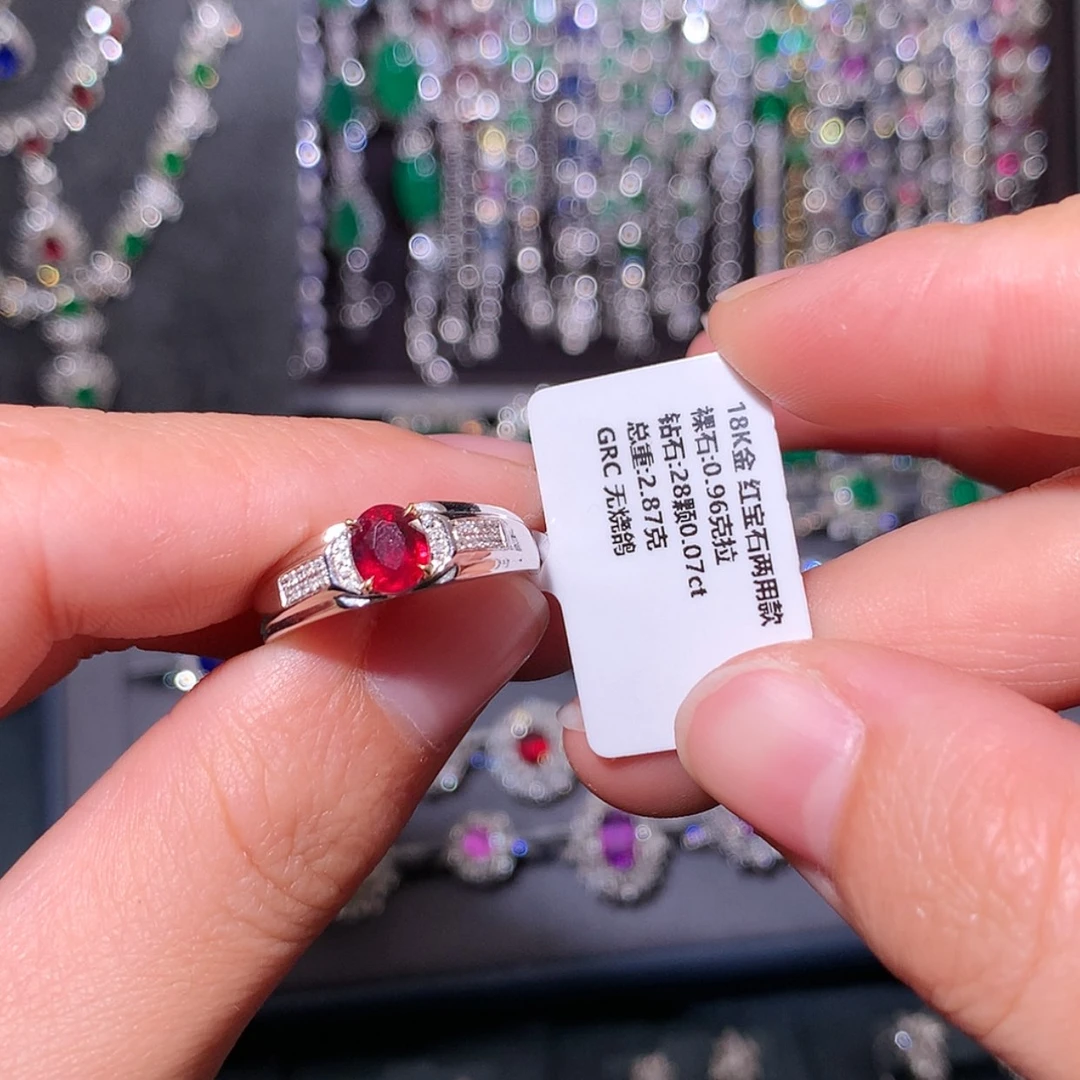 18K金 红宝石两用款
裸石:0.96克拉
钻石:28颗0.07ct
总重:2.87克
GRC 无烧鸽